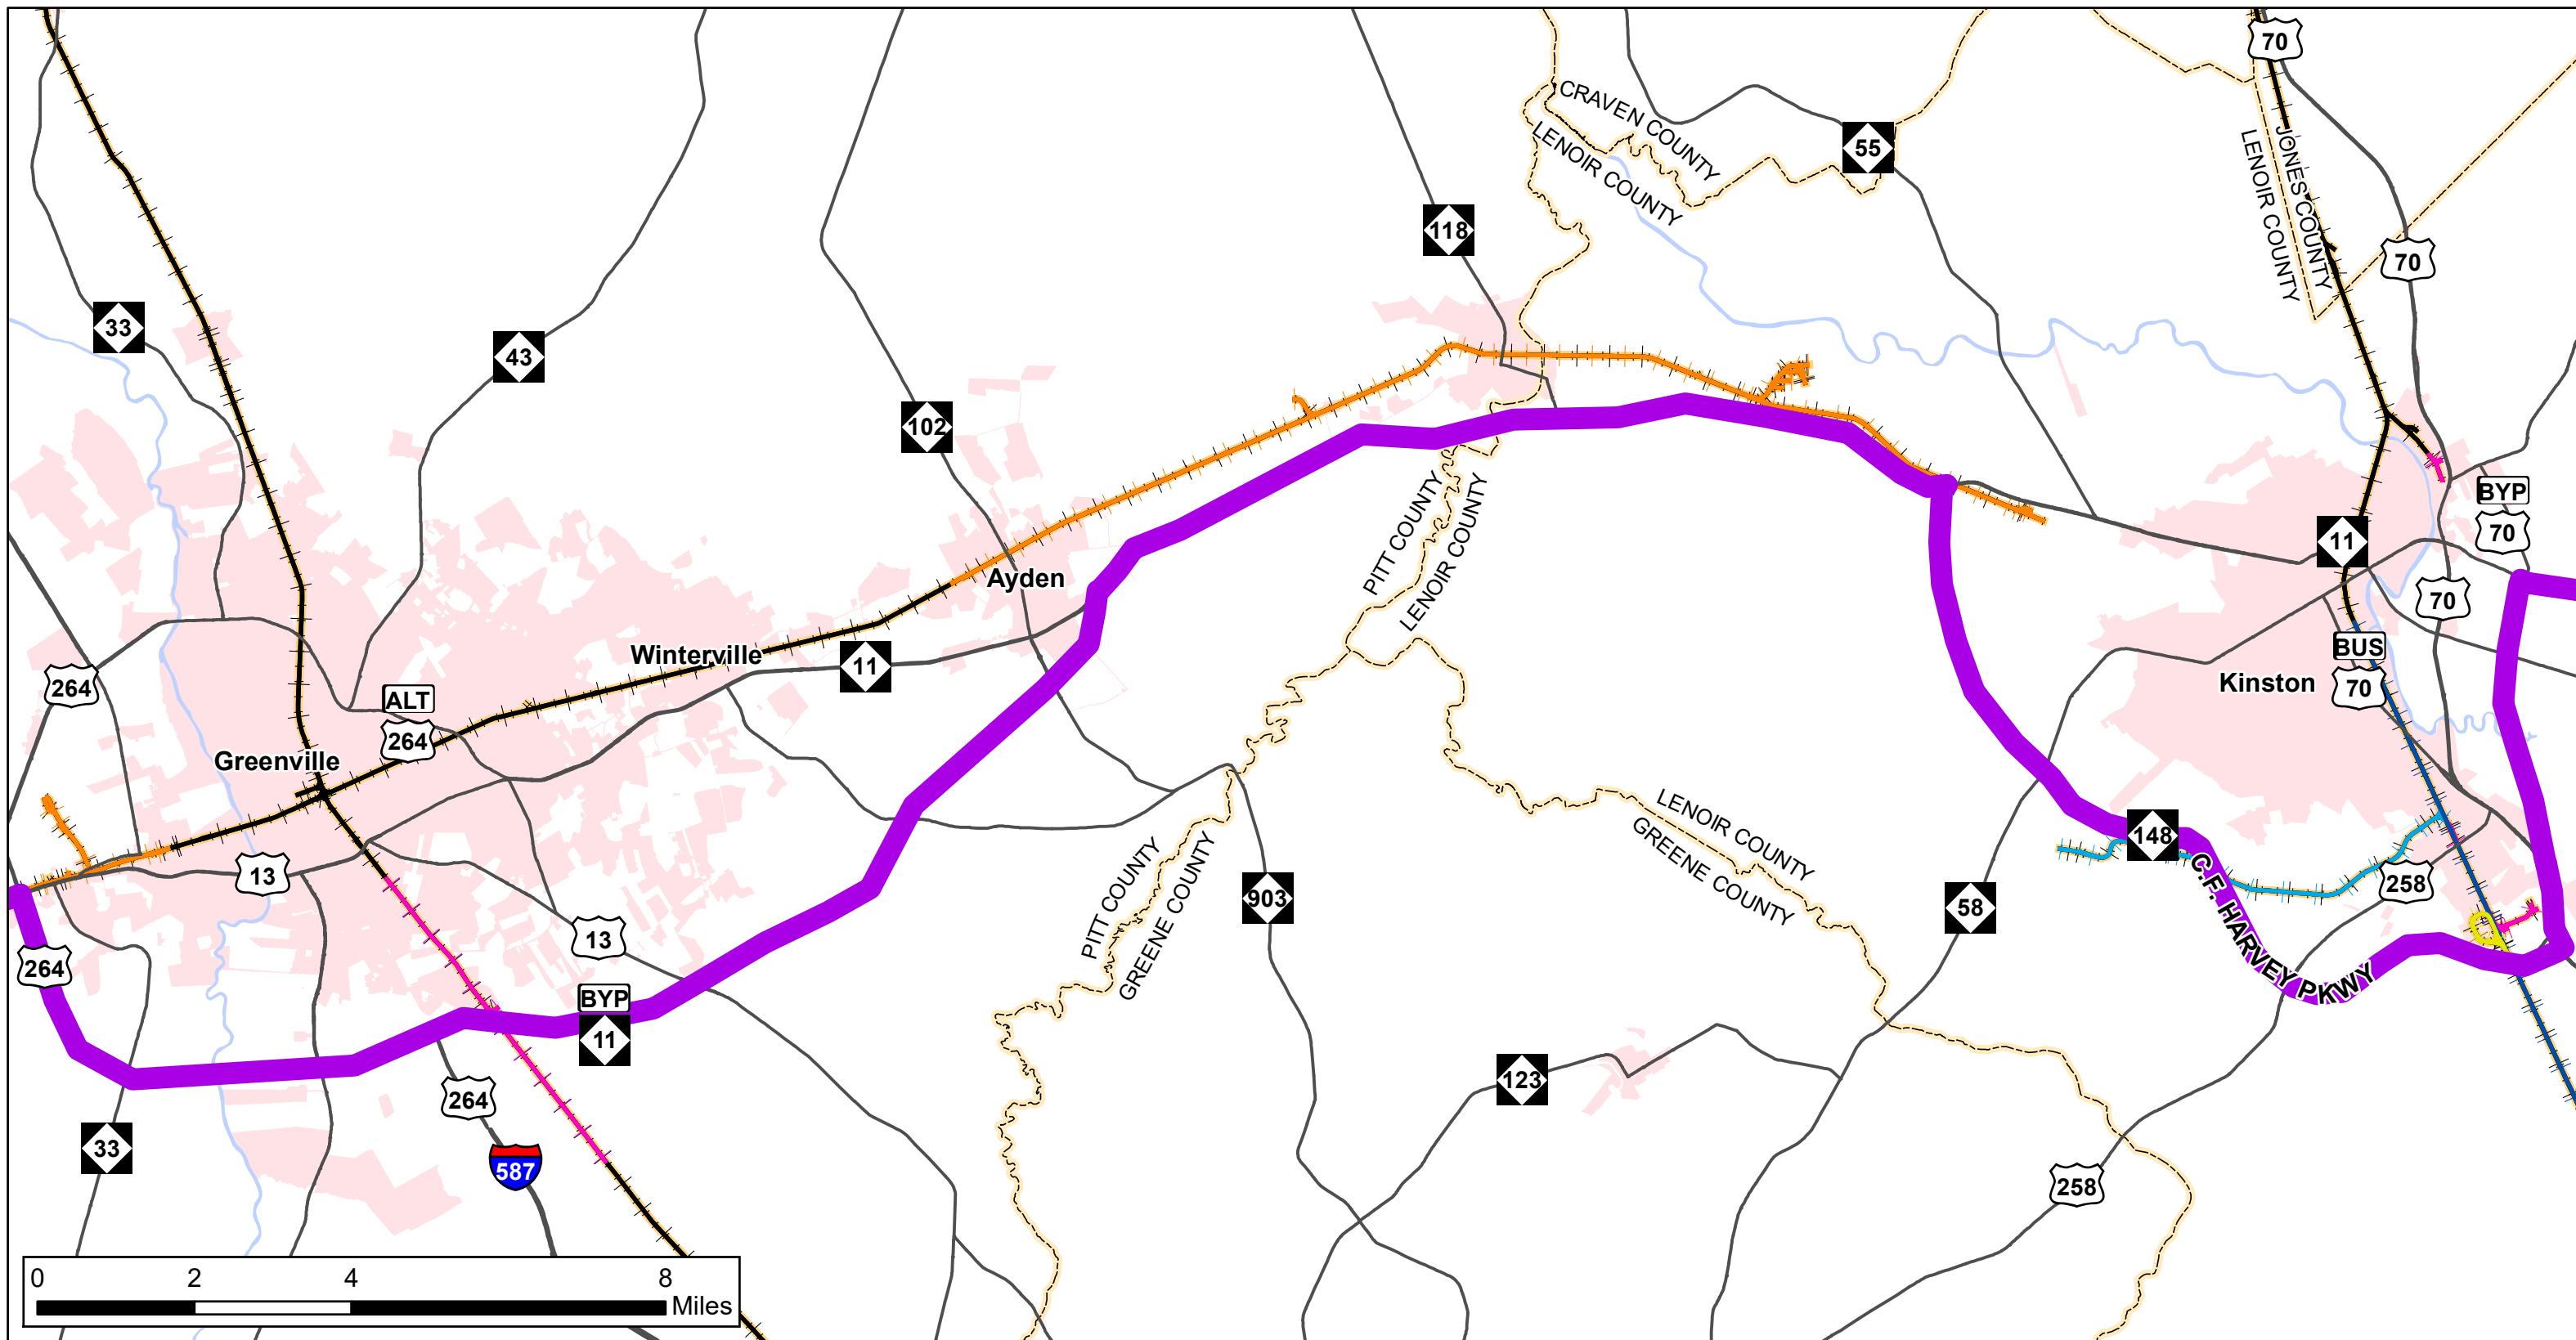 70
CRAVEN COUNTY
LENOIR COUNTY
55
JONES COUNTY
LENOIR COUNTY
118
70
33
43
102
PITT COUNTY
LENOIR COUNTY
BYP
70
11
Ayden
70
Winterville
11
BUS
70
Kinston
264
ALT
264
Greenville
LENOIR COUNTY
GREENE COUNTY
148
13
PITT COUNTY
GREENE COUNTY
903
58
258
C.F. HARVEY PKWY
13
264
BYP
11
264
123
33
587
258
0 2 4 8
Miles